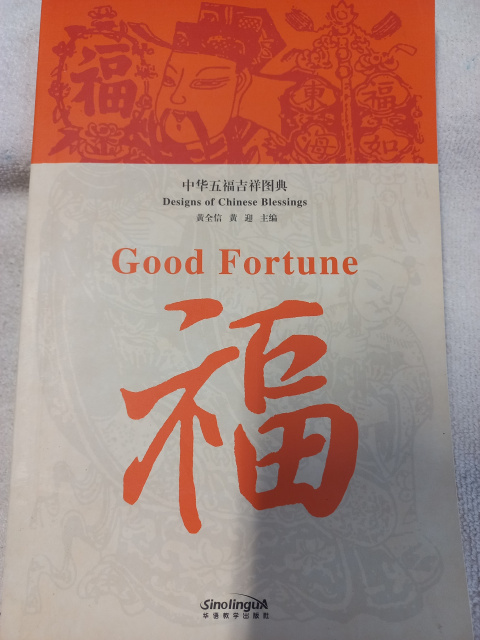 福
東 福
海 如
中华五福吉祥图典
Designs of Chinese Blessings
黄全信 黄 迎 主编
Good Fortune
福
Sinolingua
华语教学出版社